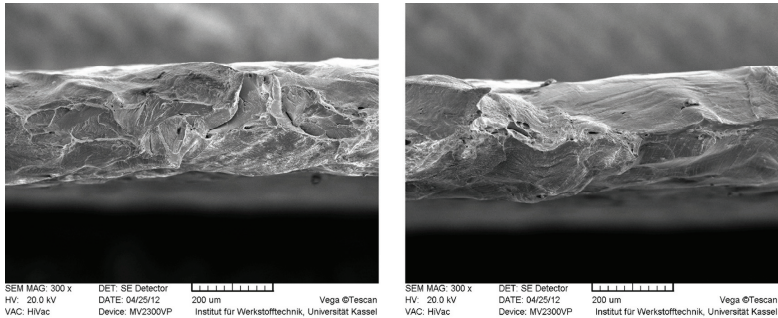 SEM MAG: 300 x DET: SE Detector
HV: 20.0 kV DATE: 04/25/12 200 um Vega ©Tescan
VAC: HiVac Device: MV2300VP Institut für Werkstofftechnik, Universität Kassel
SEM MAG: 300 x DET: SE Detector
HV: 20.0 kV DATE: 04/25/12 200 um Vega ©Tescan
VAC: HiVac Device: MV2300VP Institut für Werkstofftechnik, Universität Kassel